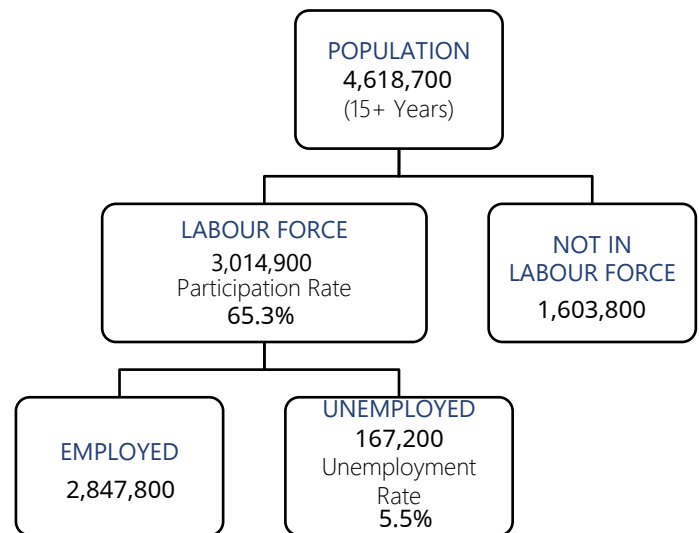 POPULATION
4,618,700
(15+ Years)
LABOUR FORCE
3,014,900
Participation Rate
65.3%
NOT IN
LABOUR FORCE
1,603,800
EMPLOYED
2,847,800
UNEMPLOYED
167,200
Unemployment
Rate
5.5%